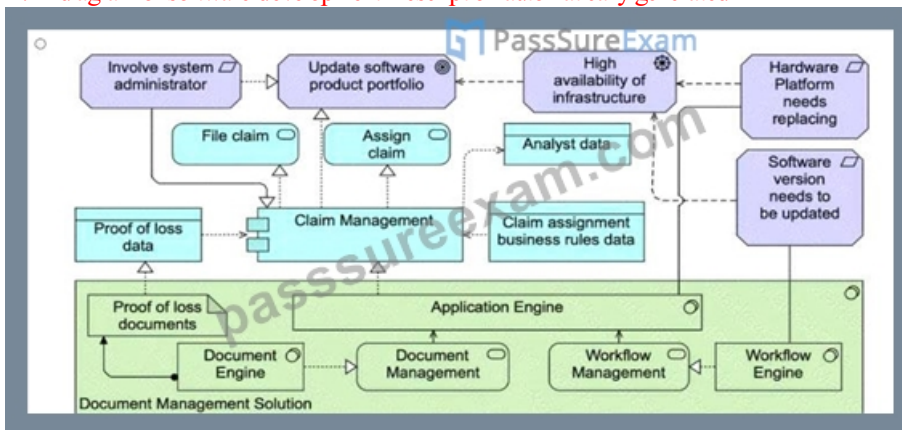 PassSureExam
Involve system
administrator
Update software
product portfolio
High
availability of
infrastructure
Hardware
Platform
needs
replacing
File claim
Assign
claim
Analyst data
Software
version
needs to
be updated
Proof of loss
data
Claim Management
Claim assignment
business rules data
passsureexam.com
Proof of loss
documents
Application Engine
Document
Engine
Document
Management
Workflow
Management
Workflow
Engine
Document Management Solution